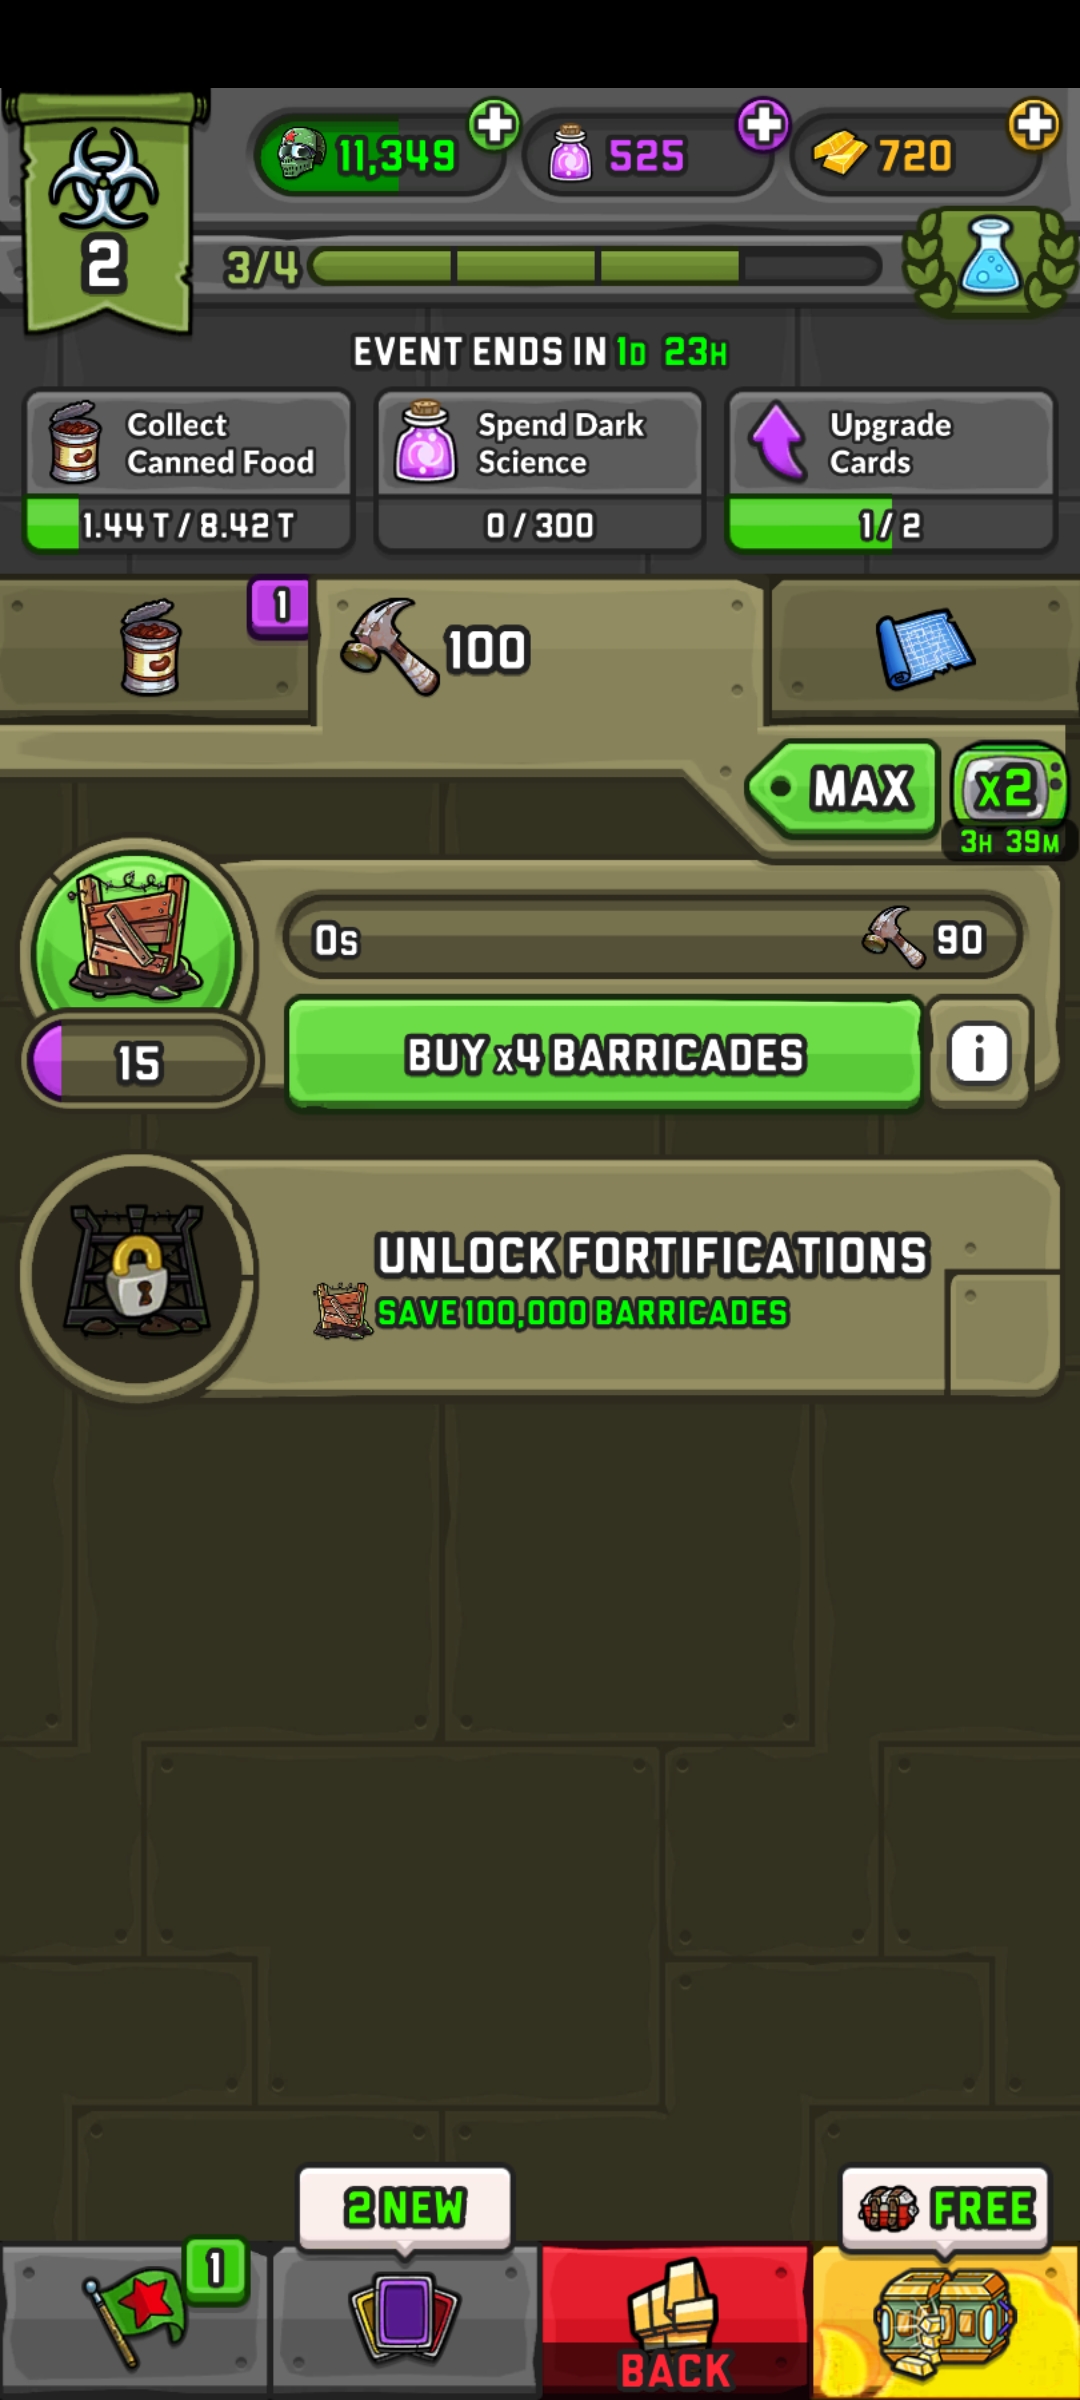 11,349
525
720
2
3/4
EVENT ENDS IN 1D 23H
Collect
Canned Food
1.44 T / 8.42 T
Spend Dark
Science
0 / 300
Upgrade
Cards
1 / 2
1
100
MAX
x2
3H 39M
0s
90
15
BUY x4 BARRICADES
i
UNLOCK FORTIFICATIONS
SAVE 100,000 BARRICADES
2 NEW
FREE
1
BACK